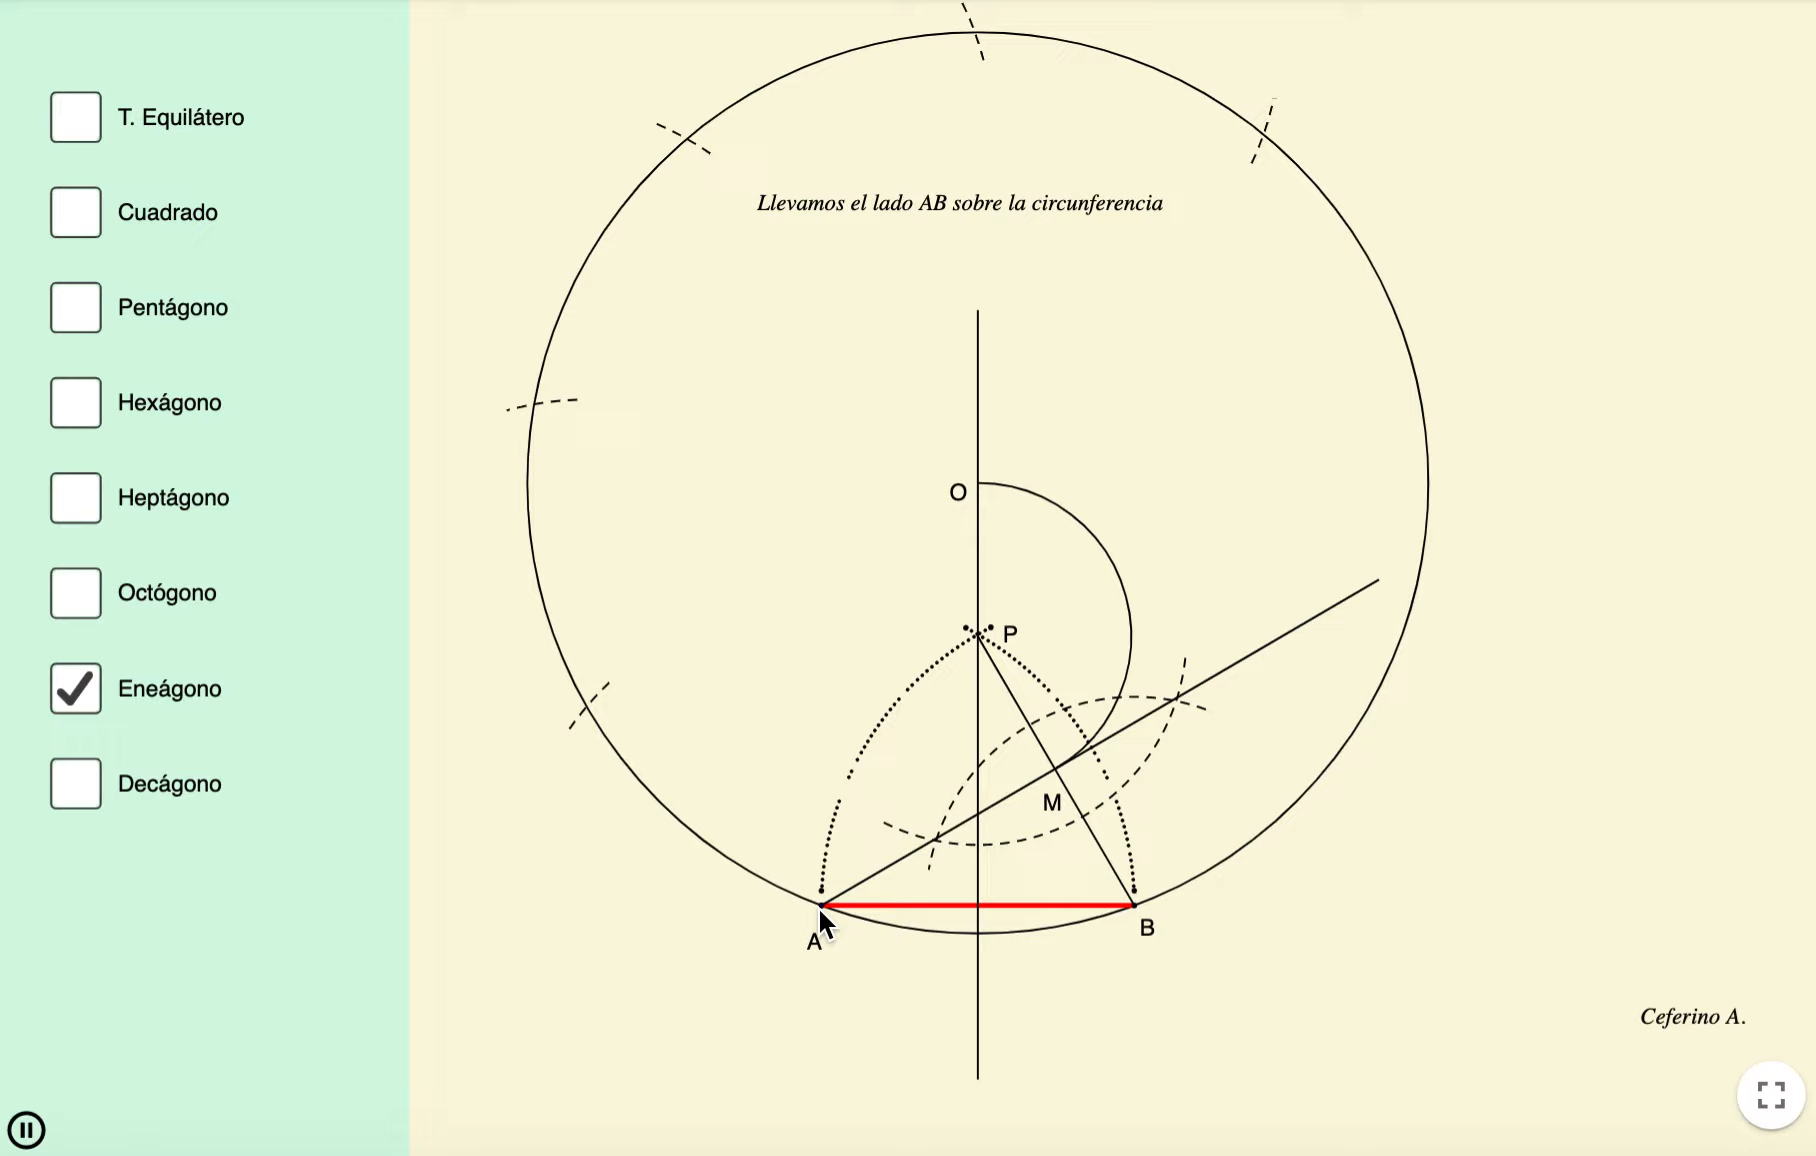 T. Equilátero
Cuadrado
Pentágono
Hexágono
Heptágono
Octógono
Eneágono
Decágono
Llevamos el lado AB sobre la circunferencia
O
P
M
A
B
Ceferino A.